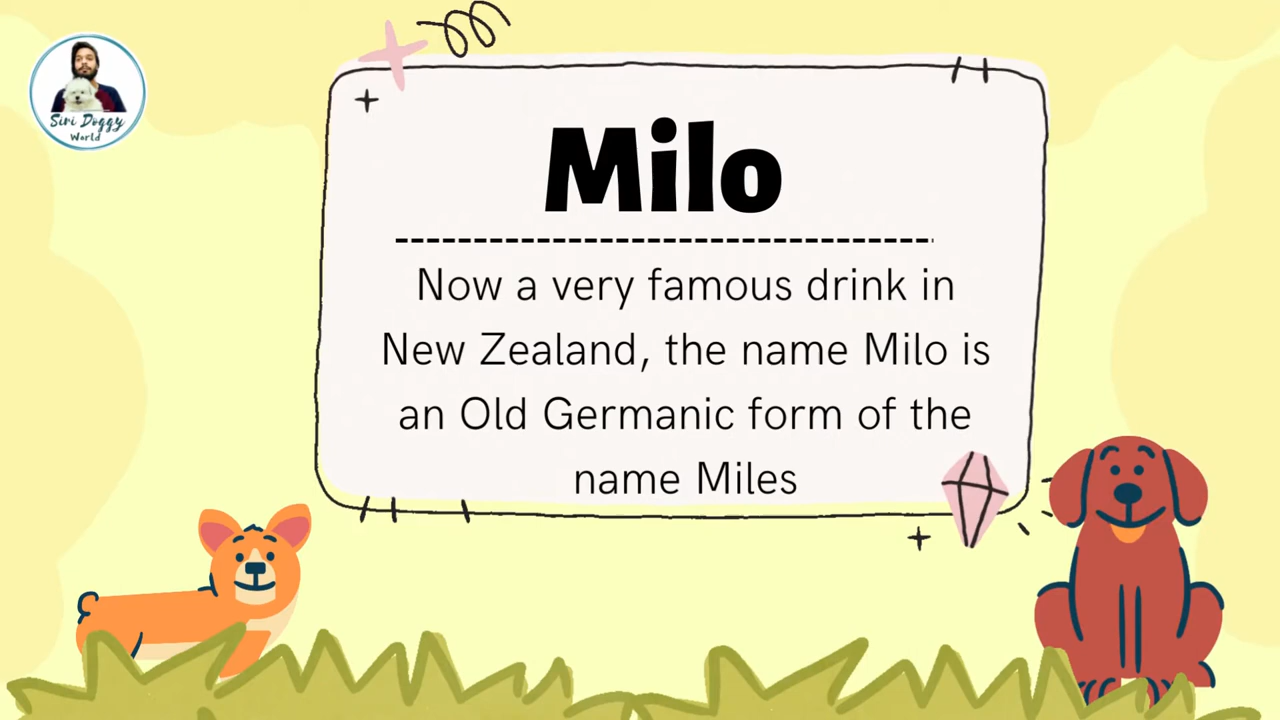 Siri Doggy
World
Milo
Now a very famous drink in
New Zealand, the name Milo is
an Old Germanic form of the
name Miles